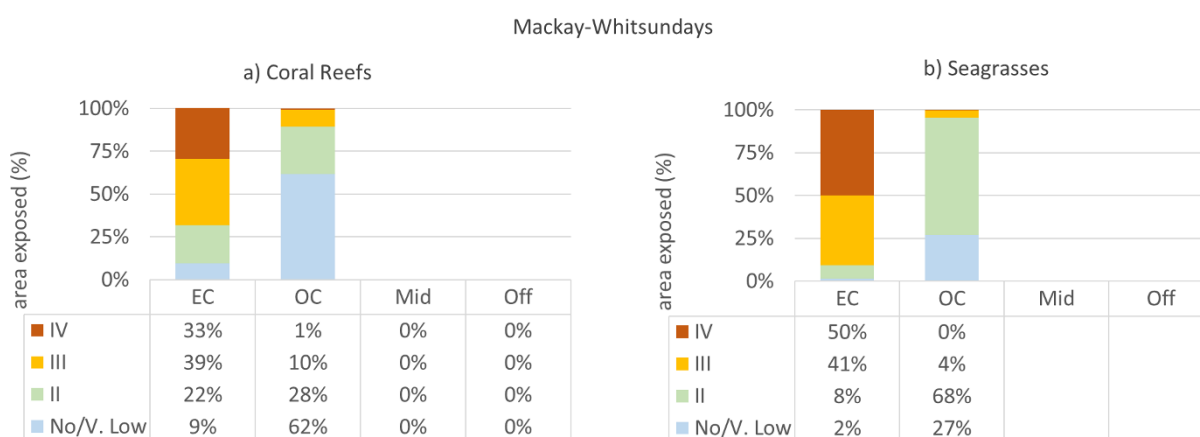 Mackay-Whitsundays
a) Coral Reefs
area exposed (%)
100%
75%
50%
25%
0%
EC OC Mid Off
IV 33% 1% 0% 0%
III 39% 10% 0% 0%
II 22% 28% 0% 0%
No/V. Low 9% 62% 0% 0%
b) Seagrasses
area exposed (%)
100%
75%
50%
25%
0%
EC OC Mid Off
IV 50% 0%
III 41% 4%
II 8% 68%
No/V. Low 2% 27%